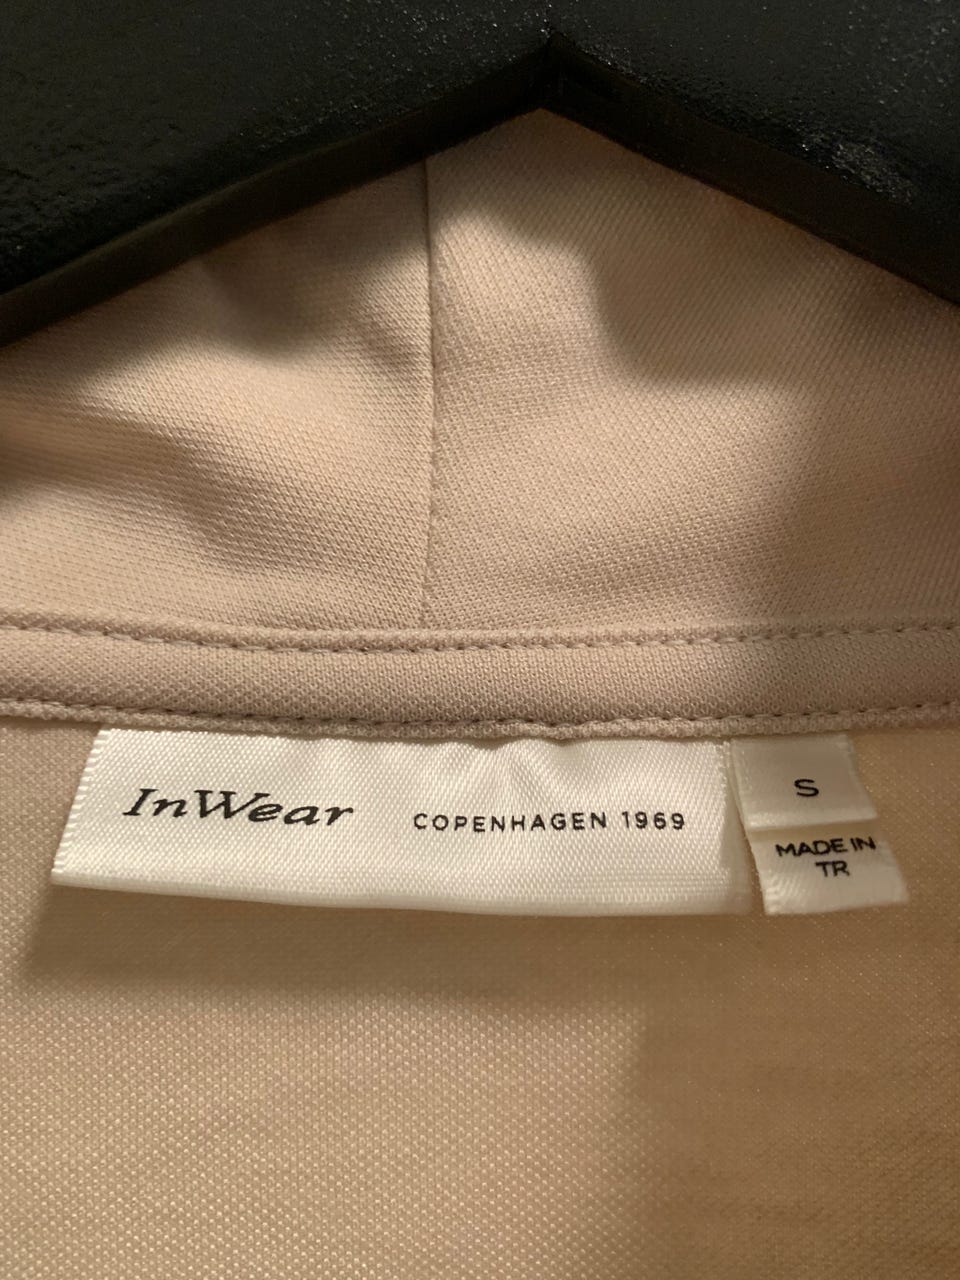 InWear COPENHAGEN 1969
S
MADE IN
TR